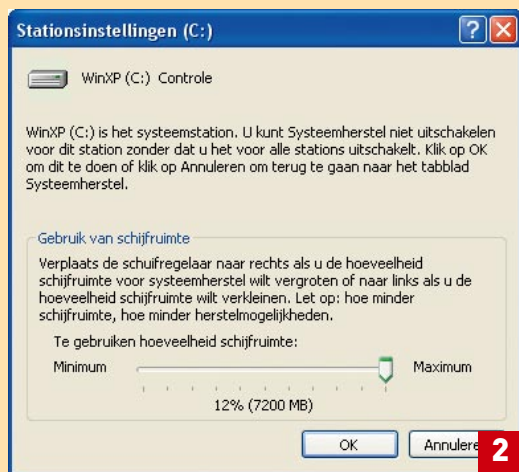 Stationsinstellingen (C:)
WinXP (C:) Controle
WinXP (C:) is het systeemstation. U kunt Systeemherstel niet uitschakelen
voor dit station zonder dat u het voor alle stations uitschakelt. Klik op OK
om dit te doen of klik op Annuleren om terug te gaan naar het tabblad
Systeemherstel.
Gebruik van schijfruimte
Verplaats de schuifregelaar naar rechts als u de hoeveelheid
schijfruimte voor systeemherstel wilt vergroten of naar links als u de
hoeveelheid schijfruimte wilt verkleinen. Let op: hoe minder
schijfruimte, hoe minder herstelmogelijkheden.
Te gebruiken hoeveelheid schijfruimte:
Minimum Maximum
12% (7200 MB)
OK Annulere
2